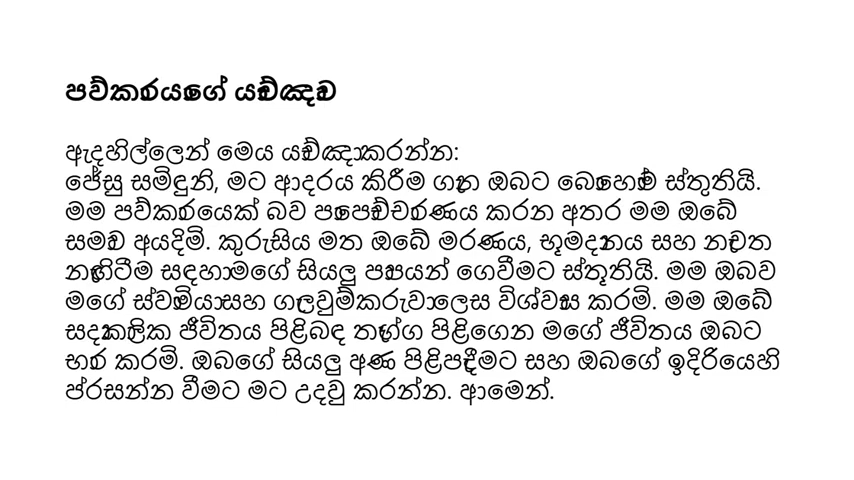 පව්කාරයාගේ යාච්ඤාව
ඇදහිල්ලෙන් මෙය යාච්ඤා කරන්න:
ජේසු සමිඳුනි, මට ආදරය කිරීම ගැන ඔබට බොහොම ස්තුතියි.
මම පව්කාරයෙක් බව පාපොච්චාරණය කරන අතර මම ඔබේ
සමාව අයදිමි. කුරුසිය මත ඔබේ මරණය, භූමදානය සහ නැවත
නැඟිටීම සඳහා මගේ සියලු පාපයන් ගෙවීමට ස්තූතියි. මම ඔබව
මගේ ස්වාමියා සහ ගැලවුම්කරුවා ලෙස විශ්වාස කරමි. මම ඔබේ
සදාකාලික ජීවිතය පිළිබඳ තෑග්ග පිළිගෙන මගේ ජීවිතය ඔබට
භාර කරමි. ඔබගේ සියලු අණ පිළිපැදීමට සහ ඔබගේ ඉදිරියෙහි
ප්රසන්න වීමට මට උදවු කරන්න. ආමෙන්.